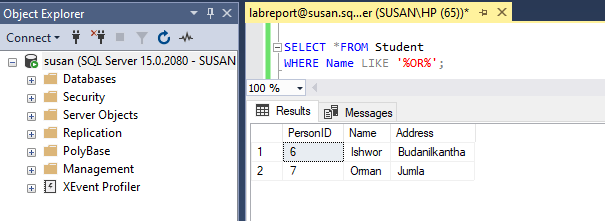 Object Explorer
Connect
susan (SQL Server 15.0.2080 - SUSAN
Databases
Security
Server Objects
Replication
PolyBase
Management
XEvent Profiler
labreport@susan.sq...er (SUSAN\HP (65))*
SELECT *FROM Student
WHERE Name LIKE '%OR%';
100 %
Results Messages
PersonID Name Address
1 6 Ishwor Budanilkantha
2 7 Orman Jumla